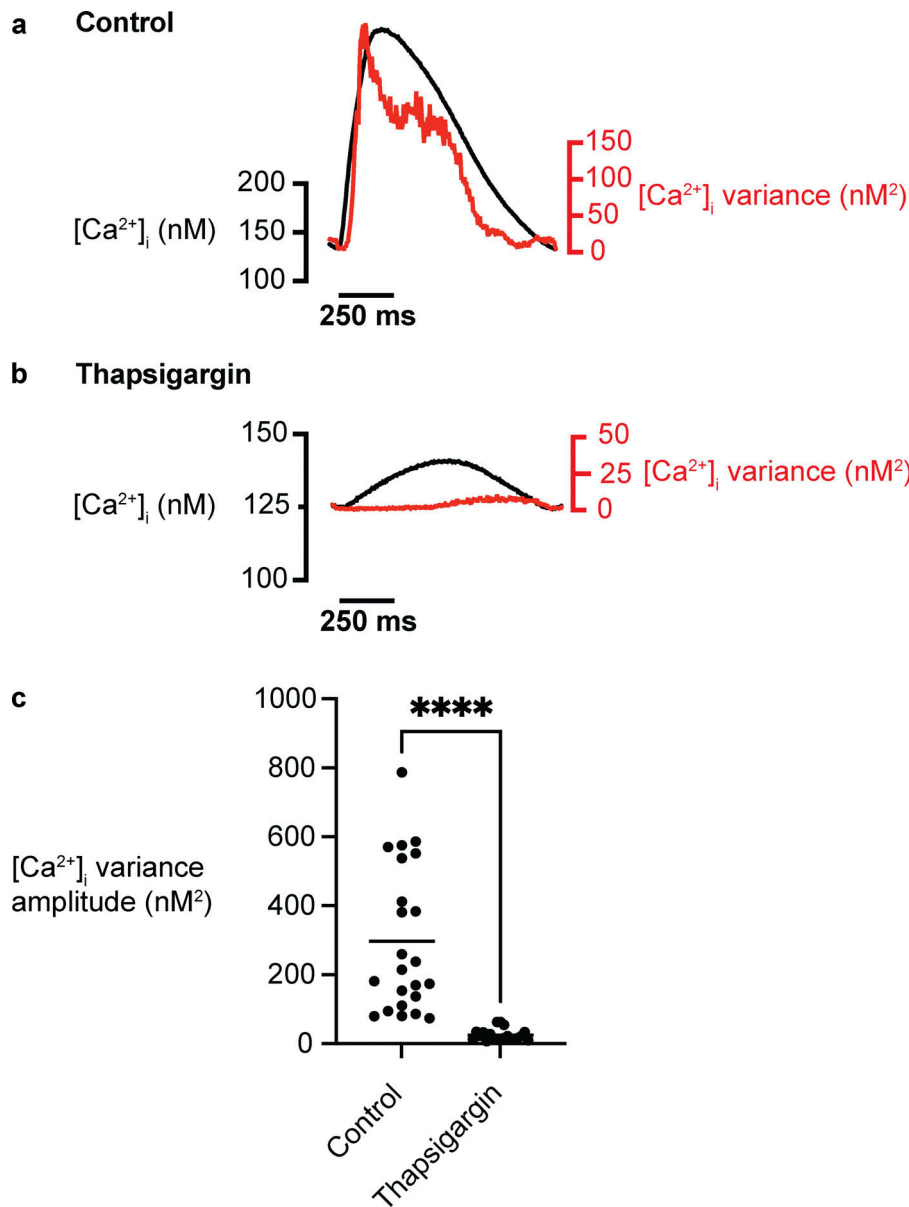 a Control
200
[Ca²⁺]ᵢ (nM) 150
100
150
100
50
0
[Ca²⁺]ᵢ variance (nM²)
250 ms
b Thapsigargin
150
[Ca²⁺]ᵢ (nM) 125
100
50
25
0
[Ca²⁺]ᵢ variance (nM²)
250 ms
c
1000
800
600
400
200
0
[Ca²⁺]ᵢ variance
amplitude (nM²)
****
Control
Thapsigargin